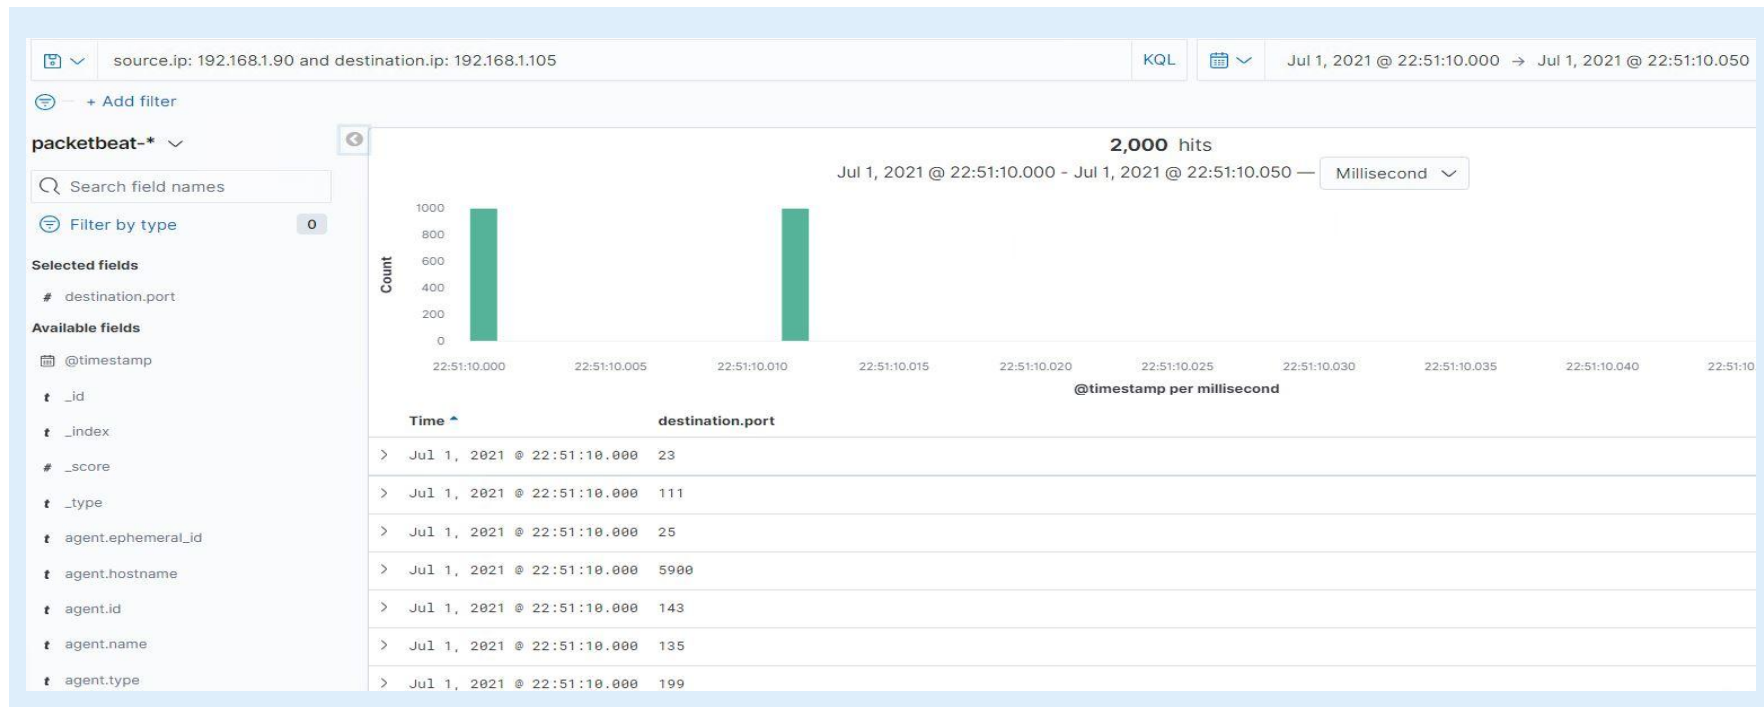 source.ip: 192.168.1.90 and destination.ip: 192.168.1.105
KQL
Jul 1, 2021 @ 22:51:10.000 → Jul 1, 2021 @ 22:51:10.050
+ Add filter
packetbeat-*
Search field names
Filter by type 0
Selected fields
# destination.port
Available fields
@timestamp
t _id
t _index
# _score
t _type
t agent.ephemeral_id
t agent.hostname
t agent.id
t agent.name
t agent.type
2,000 hits
Jul 1, 2021 @ 22:51:10.000 - Jul 1, 2021 @ 22:51:10.050 — Millisecond
1000
800
600
400
200
0
Count
22:51:10.000 22:51:10.005 22:51:10.010 22:51:10.015 22:51:10.020 22:51:10.025 22:51:10.030 22:51:10.035 22:51:10.040 22:51:10
@timestamp per millisecond
Time destination.port
> Jul 1, 2021 @ 22:51:10.000 23
> Jul 1, 2021 @ 22:51:10.000 111
> Jul 1, 2021 @ 22:51:10.000 25
> Jul 1, 2021 @ 22:51:10.000 5900
> Jul 1, 2021 @ 22:51:10.000 143
> Jul 1, 2021 @ 22:51:10.000 135
> Jul 1, 2021 @ 22:51:10.000 199